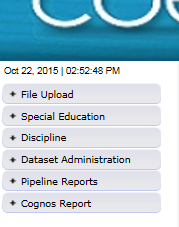 Oct 22, 2015 | 02:52:48 PM
+ File Upload
+ Special Education
+ Discipline
+ Dataset Administration
+ Pipeline Reports
+ Cognos Report